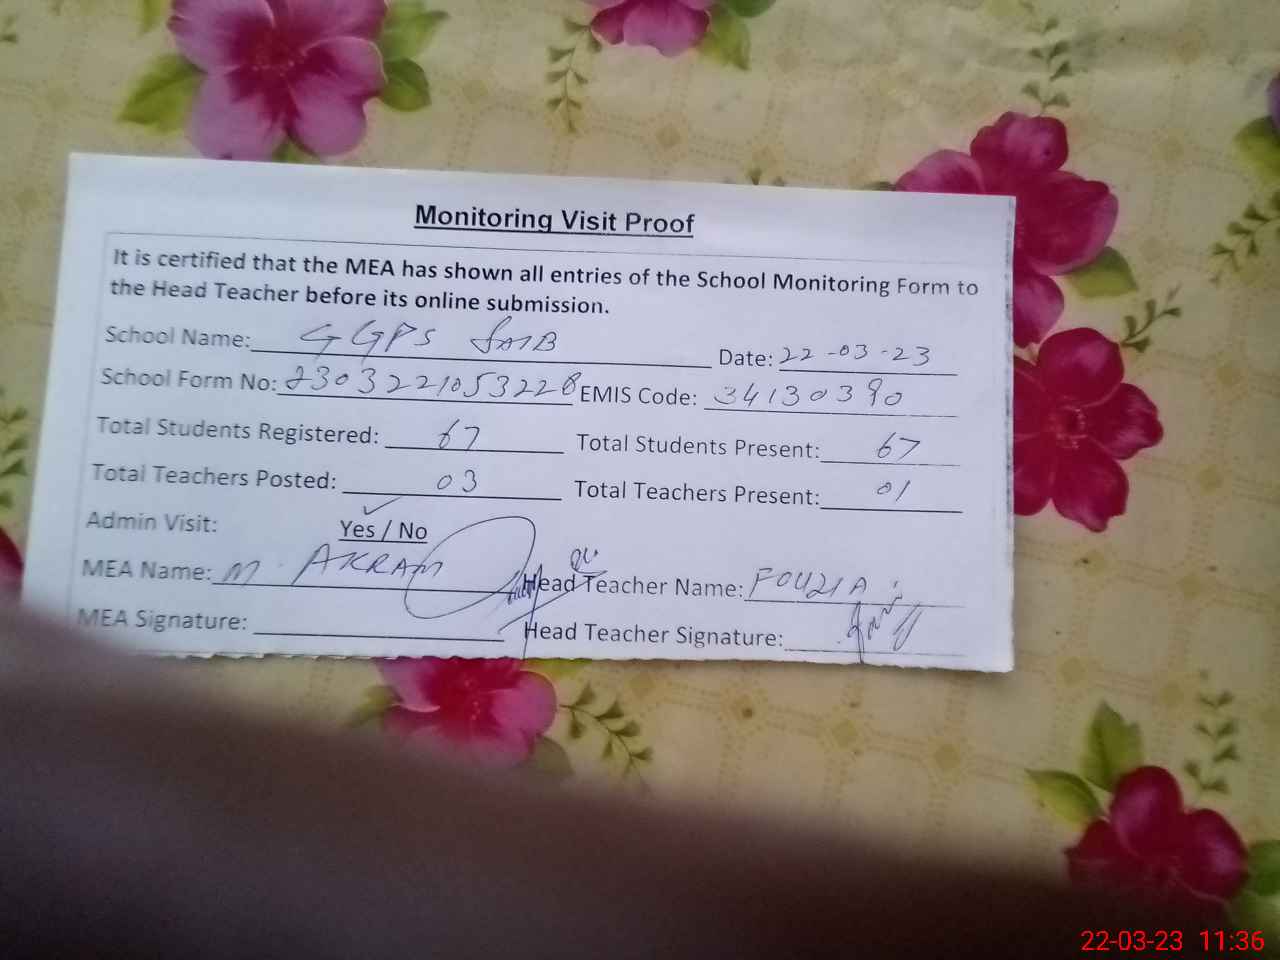 Monitoring Visit Proof
It is certified that the MEA has shown all entries of the School Monitoring Form to
the Head Teacher before its online submission.
School Name: GGPS Date: 22-03-23
School Form No: 2303221053228 EMIS Code: 34130390
Total Students Registered: 67 Total Students Present: 67
Total Teachers Posted: 03 Total Teachers Present: 01
Admin Visit: Yes / No
MEA Name: M. AKRAM Head Teacher Name: FOUZIA
MEA Signature: Head Teacher Signature:
22-03-23 11:36